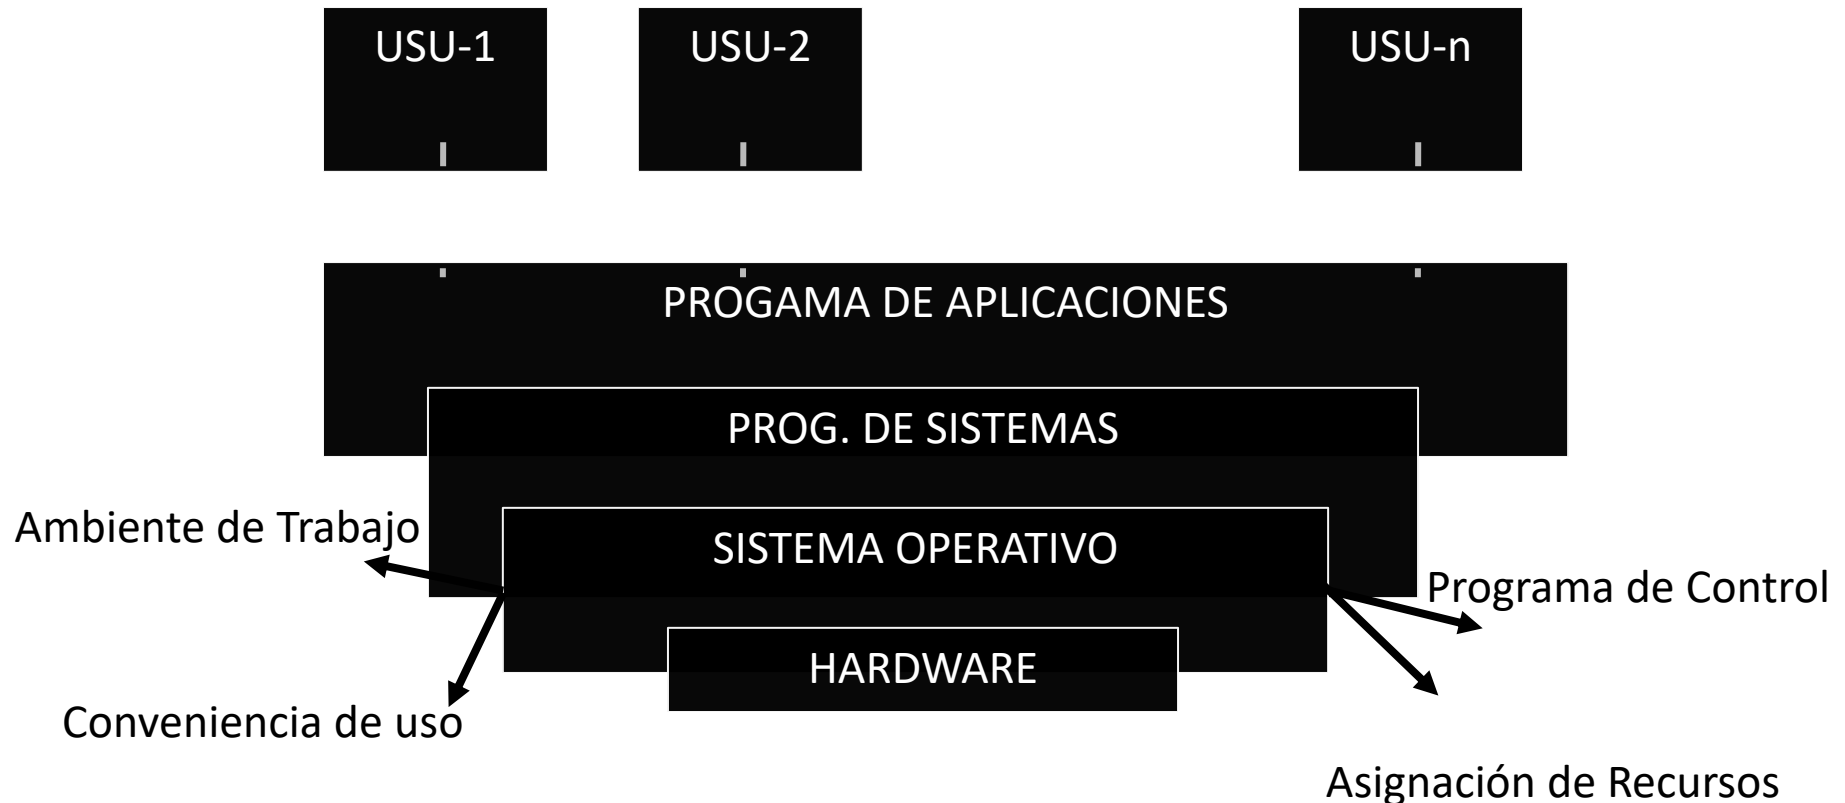 USU-1
USU-2
USU-n
PROGAMA DE APLICACIONES
PROG. DE SISTEMAS
Ambiente de Trabajo
SISTEMA OPERATIVO
Programa de Control
HARDWARE
Conveniencia de uso
Asignación de Recursos